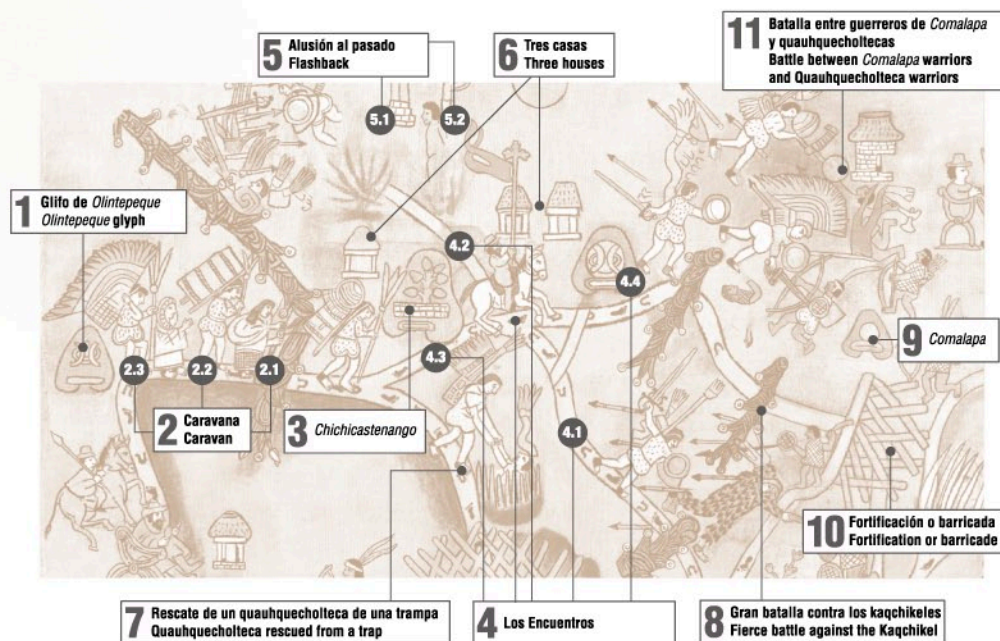 5 Alusión al pasado
Flashback
6 Tres casas
Three houses
11 Batalla entre guerreros de Comalapa
y quauhquecholtecas
Battle between Comalapa warriors
and Quauhquecholteca warriors
5.1
5.2
1 Glifo de Olintepeque
Olintepeque glyph
4.2
4.4
9 Comalapa
4.3
2.3
2.2
2.1
2 Caravana
Caravan
3 Chichicastenango
4.1
10 Fortificación o barricada
Fortification or barricade
7 Rescate de un quauhquecholteca de una trampa
Quauhquecholteca rescued from a trap
4 Los Encuentros
8 Gran batalla contra los kaqchikeles
Fierce battle against the Kaqchikel